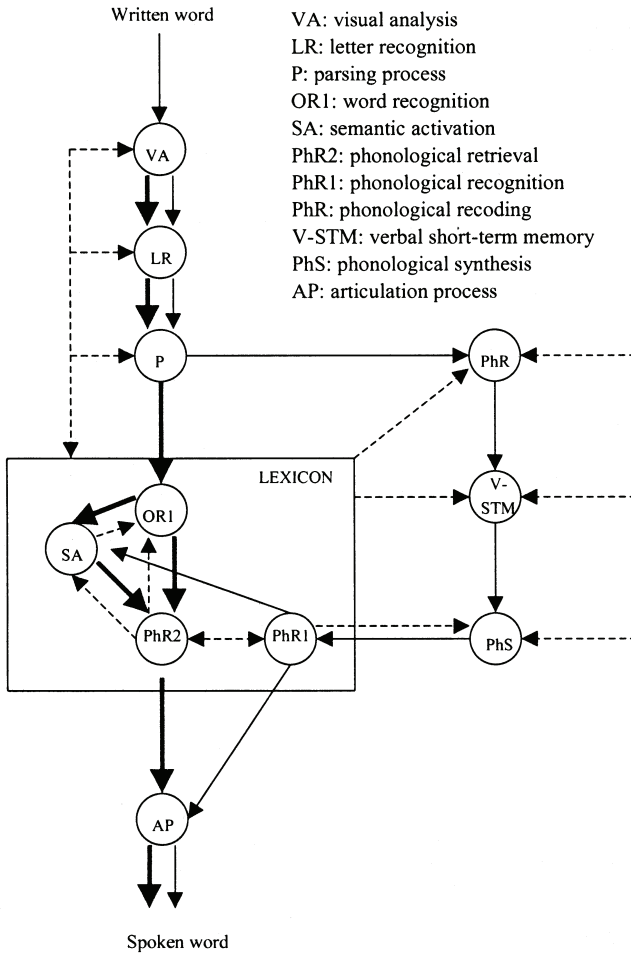 Written word
VA: visual analysis
LR: letter recognition
P: parsing process
OR1: word recognition
SA: semantic activation
PhR2: phonological retrieval
PhR1: phonological recognition
PhR: phonological recoding
V-STM: verbal short-term memory
PhS: phonological synthesis
AP: articulation process
VA
LR
P
PhR
LEXICON
V-
STM
OR1
SA
PhR2
PhR1
PhS
AP
Spoken word